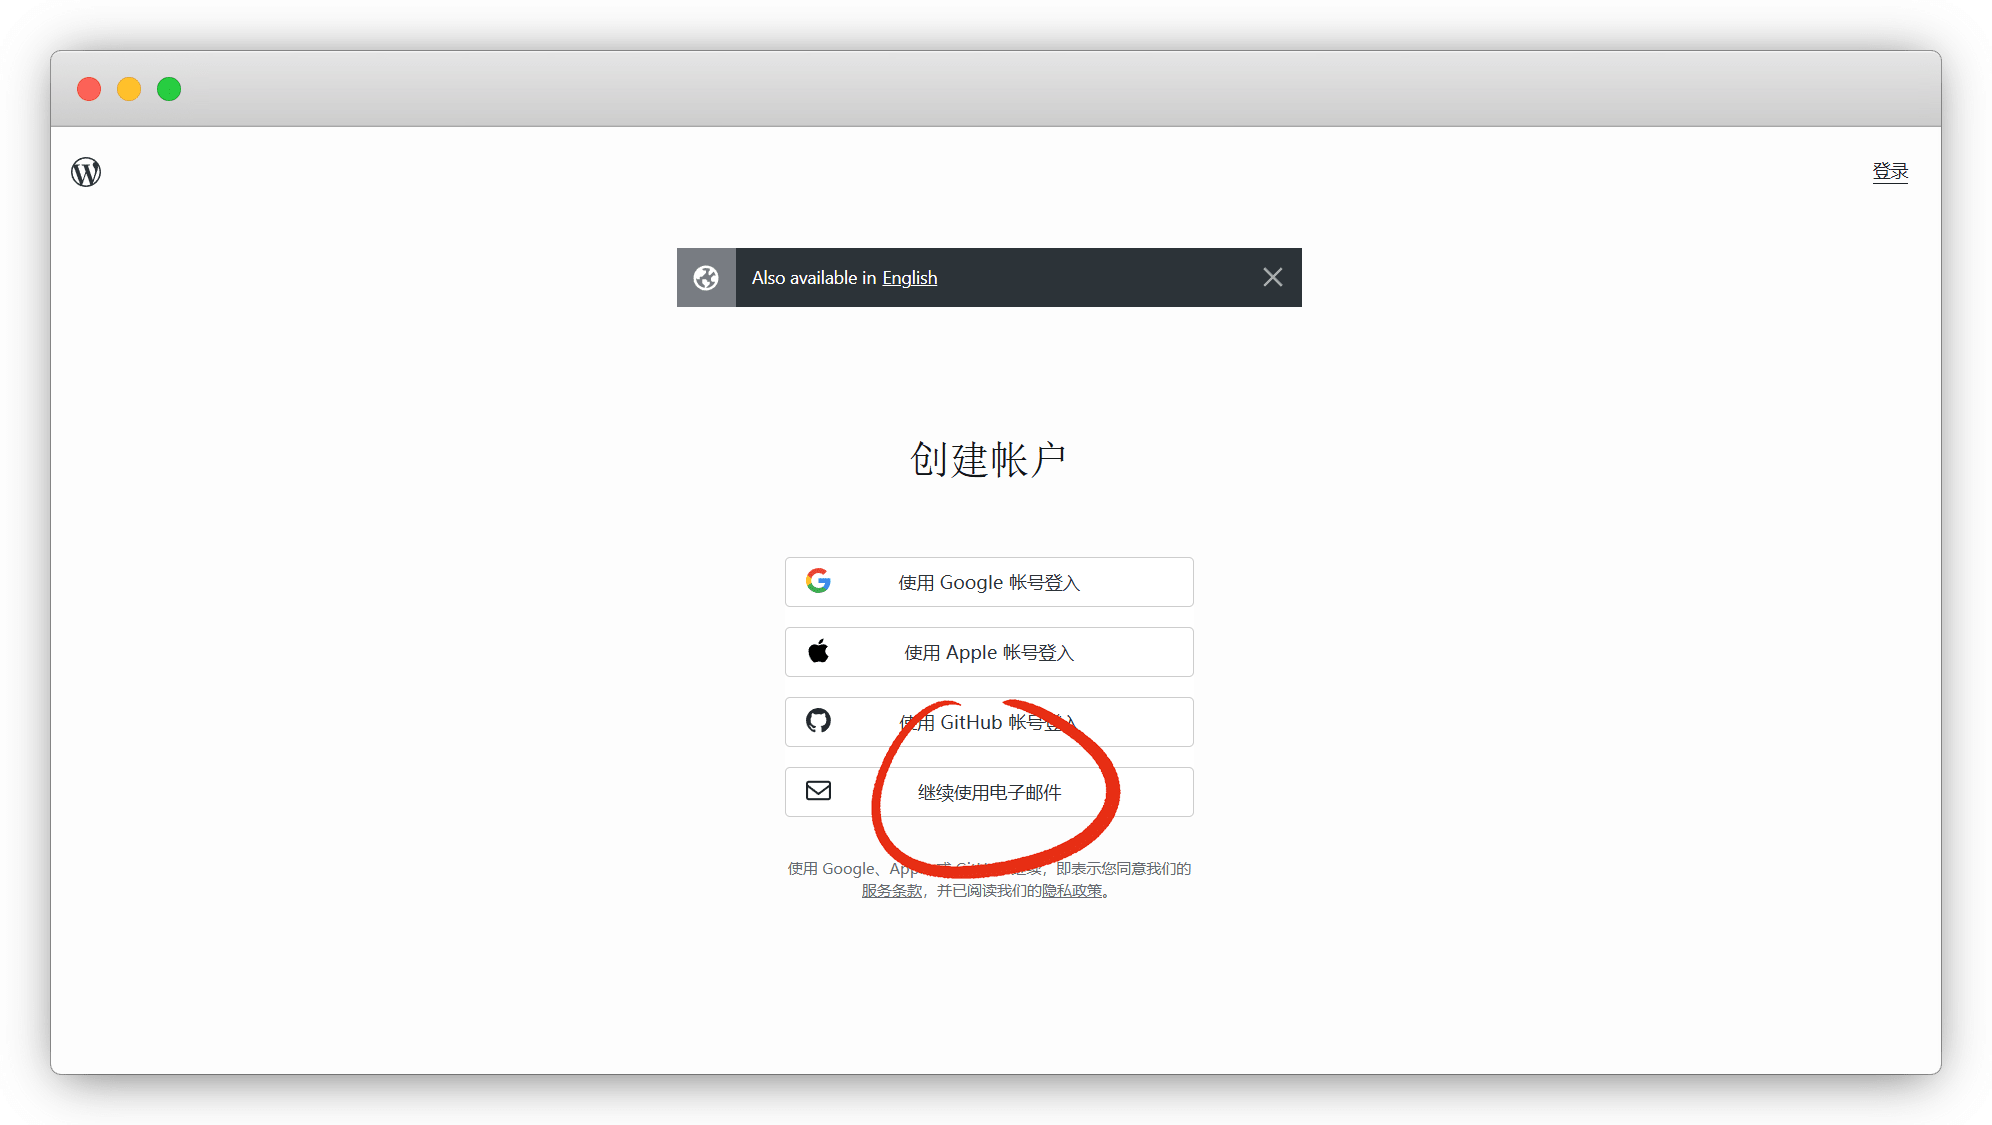 登录
Also available in English
创建帐户
使用 Google 帐号登入
使用 Apple 帐号登入
使用 GitHub 帐号登入
继续使用电子邮件
使用 Google、App 或 继续，即表示您同意我们的
服务条款，并已阅读我们的隐私政策。